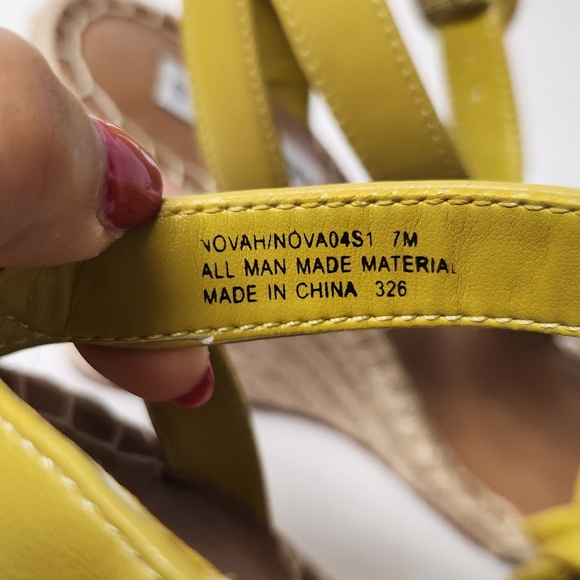 NOVAH/NOVA04S1 7M
ALL MAN MADE MATERIAL
MADE IN CHINA 326